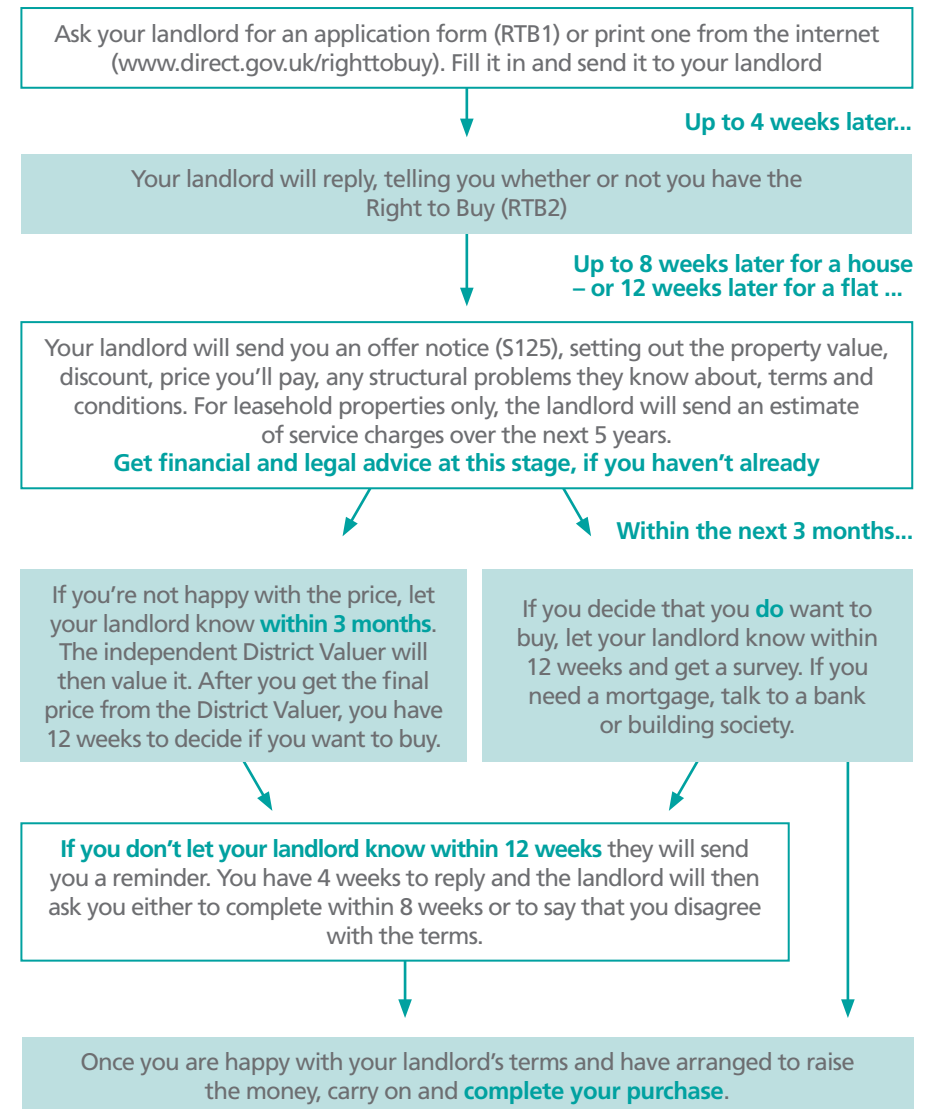 Ask your landlord for an application form (RTB1) or print one from the internet
(www.direct.gov.uk/righttobuy). Fill it in and send it to your landlord
Up to 4 weeks later...
Your landlord will reply, telling you whether or not you have the
Right to Buy (RTB2)
Up to 8 weeks later for a house
– or 12 weeks later for a flat ...
Your landlord will send you an offer notice (S125), setting out the property value,
discount, price you’ll pay, any structural problems they know about, terms and
conditions. For leasehold properties only, the landlord will send an estimate
of service charges over the next 5 years.
Get financial and legal advice at this stage, if you haven’t already
Within the next 3 months...
If you’re not happy with the price, let
your landlord know within 3 months.
The independent District Valuer will
then value it. After you get the final
price from the District Valuer, you have
12 weeks to decide if you want to buy.
If you decide that you do want to
buy, let your landlord know within
12 weeks and get a survey. If you
need a mortgage, talk to a bank
or building society.
If you don’t let your landlord know within 12 weeks they will send
you a reminder. You have 4 weeks to reply and the landlord will then
ask you either to complete within 8 weeks or to say that you disagree
with the terms.
Once you are happy with your landlord’s terms and have arranged to raise
the money, carry on and complete your purchase.